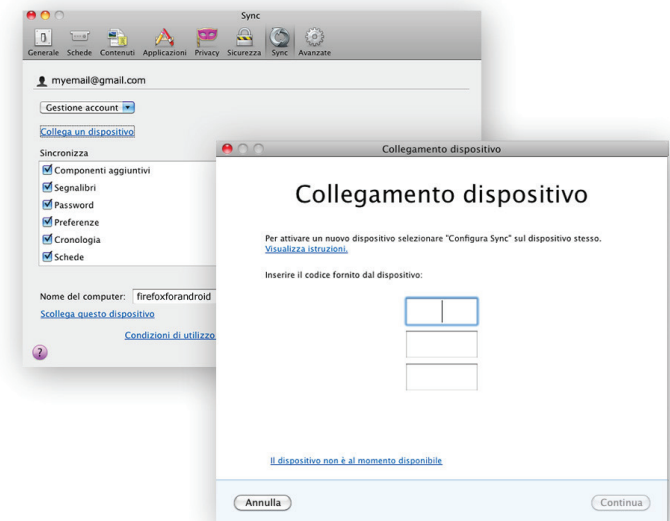 Sync
Generale Schede Contenuti Applicazioni Privacy Sicurezza Sync Avanzate
myemail@gmail.com
Gestione account
Collega un dispositivo
Sincronizza
Componenti aggiuntivi
Segnalibri
Password
Preferenze
Cronologia
Schede
Nome del computer: firefoxforandroid
Scollega questo dispositivo
Condizioni di utilizzo
?
Collegamento dispositivo
Collegamento dispositivo
Per attivare un nuovo dispositivo selezionare "Configura Sync" sul dispositivo stesso.
Visualizza istruzioni.
Inserire il codice fornito dal dispositivo:
Il dispositivo non è al momento disponibile
Annulla Continua